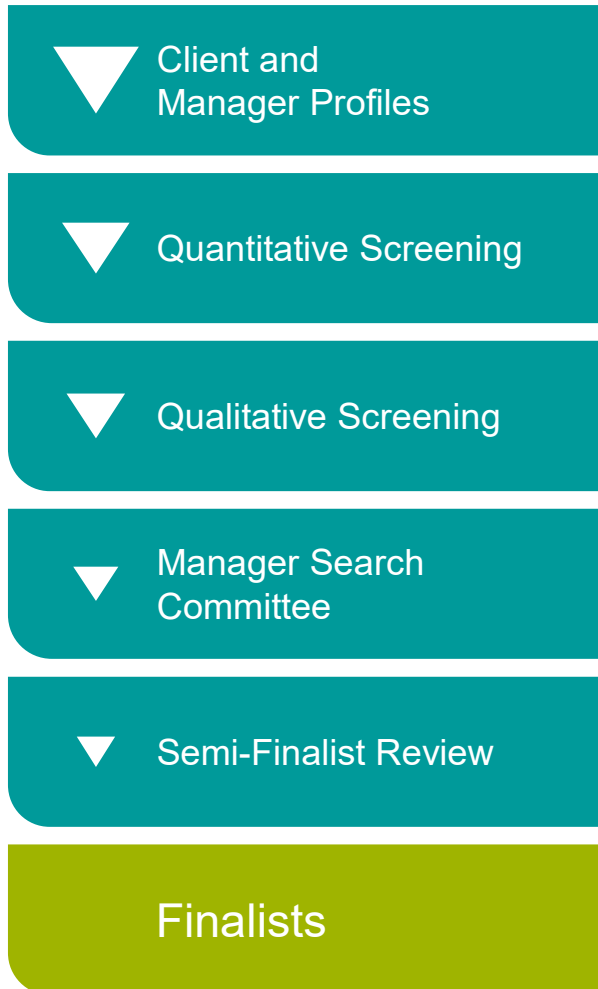 Client and
Manager Profiles
Quantitative Screening
Qualitative Screening
Manager Search
Committee
Semi-Finalist Review
Finalists